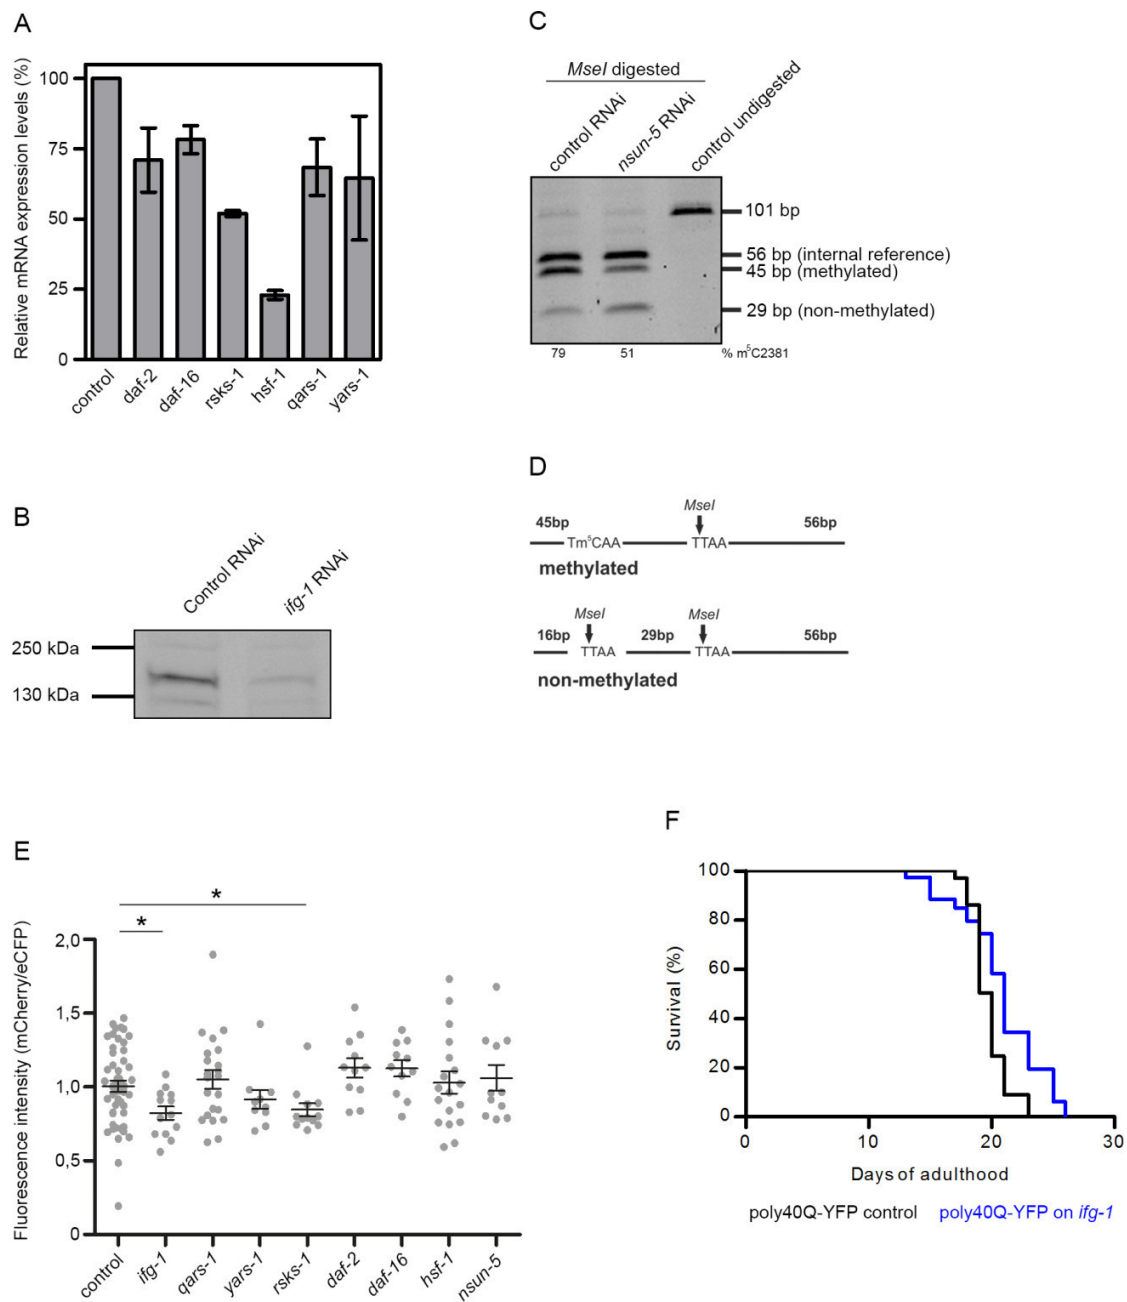 A
Relative mRNA expression levels (%)
100
75
50
25
0
control
daf-2
daf-16
rsks-1
hsf-1
qars-1
yars-1
B
Control RNAi
ifg-1 RNAi
250 kDa
130 kDa
C
MseI digested
control RNAi
nsun-5 RNAi
control undigested
101 bp
56 bp (internal reference)
45 bp (methylated)
29 bp (non-methylated)
79 51 % m⁵C2381
D
MseI
45bp 56bp
Tm⁵CAA TTAA
methylated
MseI MseI
16bp 29bp 56bp
TTAA TTAA
non-methylated
E
Fluorescence intensity (mCherry/eCFP)
* *
2,0
1.5
1.0
0,5
0
control
ifg-1
qars-1
yars-1
rsks-1
daf-2
daf-16
hsf-1
nsun-5
F
Survival (%)
100
80
60
40
20
0
0 10 20 30
Days of adulthood
poly40Q-YFP control poly40Q-YFP on ifg-1